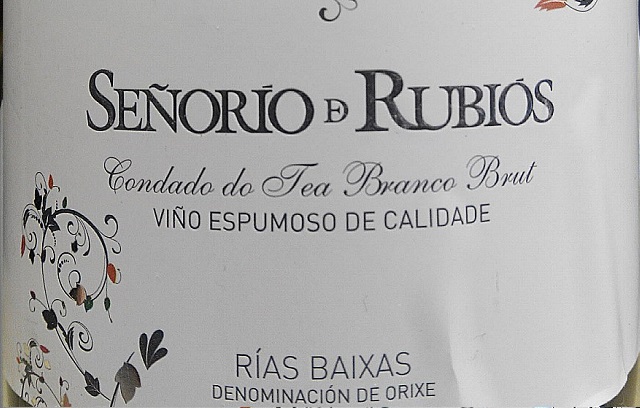 SEÑORÍO DE RUBIÓS
Condado do Tea Branco Brut
VIÑO ESPUMOSO DE CALIDADE
RÍAS BAIXAS
DENOMINACIÓN DE ORIXE